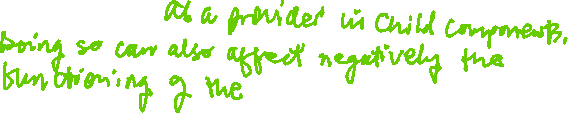 as a provider in child components.
Doing so can also affect negatively the
functioning of the